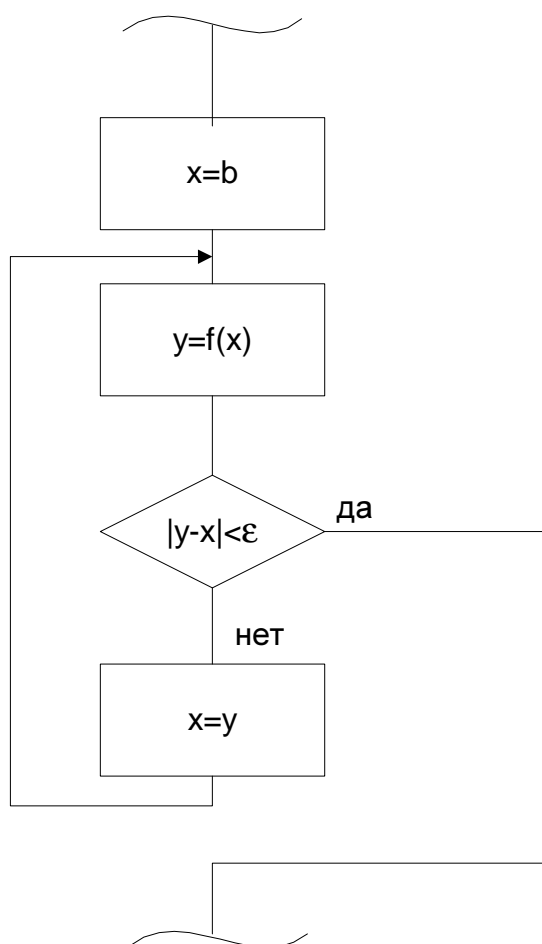 x=b
y=f(x)
|y-x|<ε
да
нет
x=y